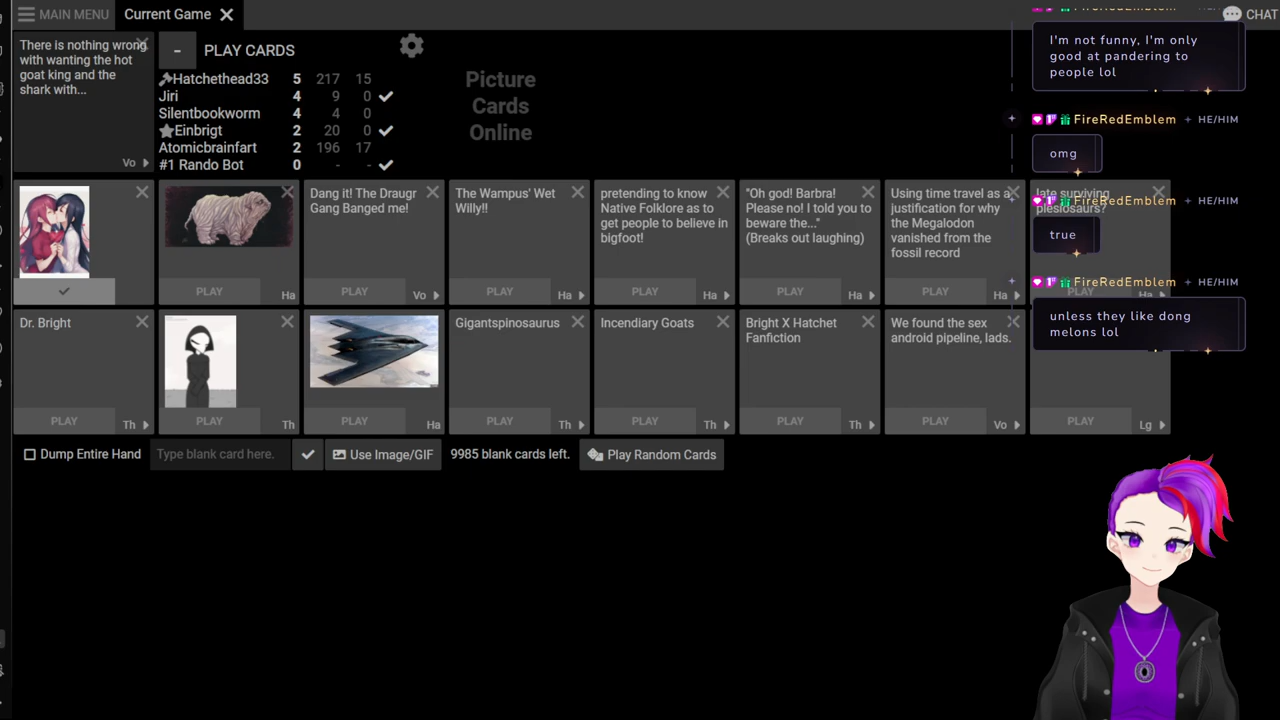 MAIN MENU
Current Game
CHAT
There is nothing wrong
with wanting the hot
goat king and the
shark with...
Vo
-
PLAY CARDS
Hatchethead33 5 217 15
Jiri 4 9 0
Silentbookworm 4 4 0
Einbrigt 2 20 0
Atomicbrainfart 2 196 17
#1 Rando Bot 0 - -
Picture
Cards
Online
FireRedEmblem
I'm not funny, I'm only
good at pandering to
people lol
FireRedEmblem HE/HIM
omg
FireRedEmblem HE/HIM
true
FireRedEmblem HE/HIM
unless they like dong
melons lol
PLAY
Ha
Dang it! The Draugr
Gang Banged me!
PLAY
Vo
The Wampus' Wet
Willy!!
PLAY
Ha
pretending to know
Native Folklore as to
get people to believe in
bigfoot!
PLAY
Ha
"Oh god! Barbra!
Please no! I told you to
beware the..."
(Breaks out laughing)
PLAY
Ha
Using time travel as a
justification for why
the Megalodon
vanished from the
fossil record
PLAY
Ha
late surviving
plesiosaurs?
PLAY
Ha
Dr. Bright
PLAY
Th
PLAY
Th
PLAY
Ha
Gigantspinosaurus
PLAY
Th
Incendiary Goats
PLAY
Th
Bright X Hatchet
Fanfiction
PLAY
Th
We found the sex
android pipeline, lads.
PLAY
Vo
PLAY
Lg
Dump Entire Hand
Type blank card here.
Use Image/GIF
9985 blank cards left.
Play Random Cards